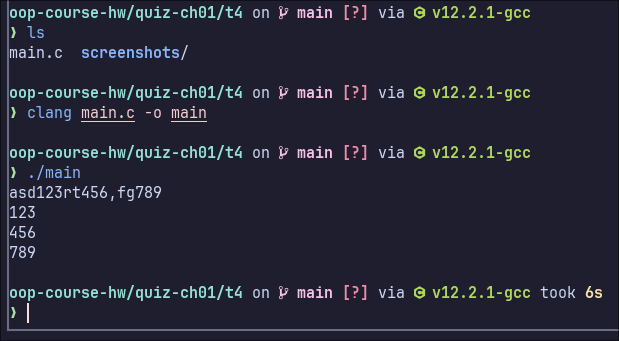 oop-course-hw/quiz-ch01/t4 on main [?] via C v12.2.1-gcc
❯ ls
main.c  screenshots/
oop-course-hw/quiz-ch01/t4 on main [?] via C v12.2.1-gcc
❯ clang main.c -o main
oop-course-hw/quiz-ch01/t4 on main [?] via C v12.2.1-gcc
❯ ./main
asd123rt456,fg789
123
456
789
oop-course-hw/quiz-ch01/t4 on main [?] via C v12.2.1-gcc took 6s
❯